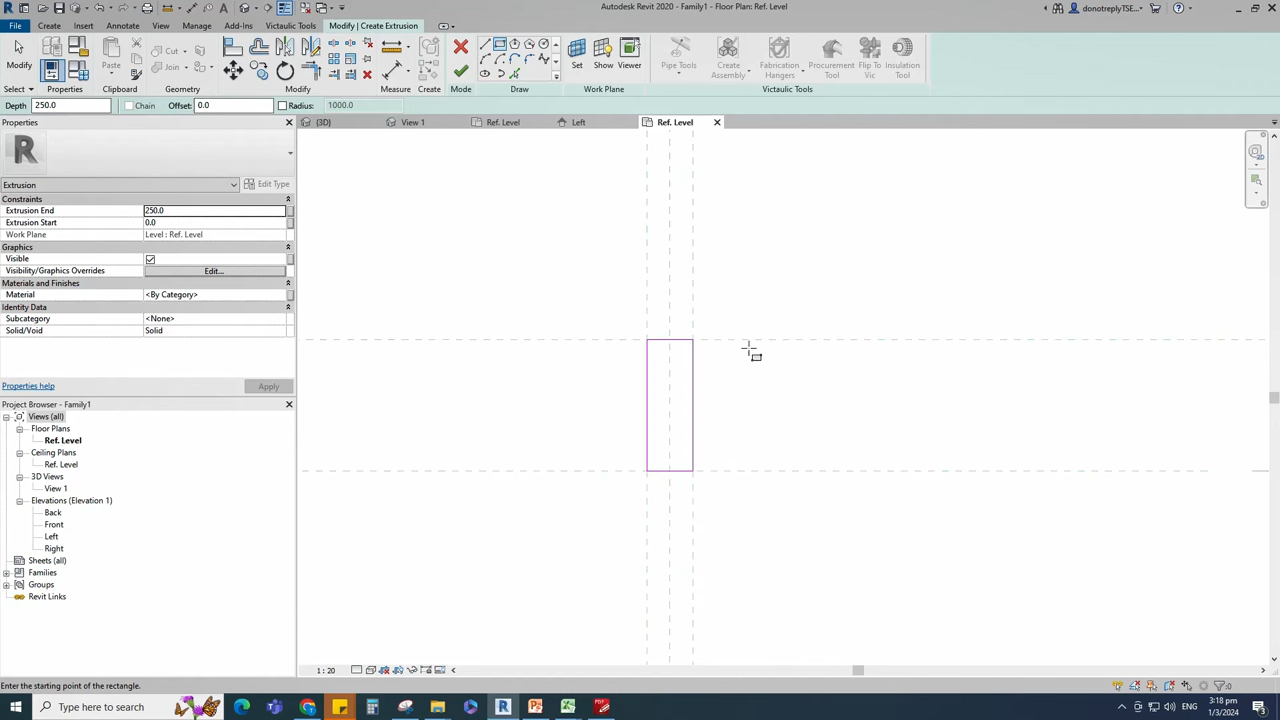 Autodesk Revit 2020 - Family1 - Floor Plan: Ref. Level
donotreplyTSE...
File Create Insert Annotate View Manage Add-Ins Victaulic Tools Modify | Create Extrusion
Modify Paste Cut Join Set Show Viewer Pipe Tools Create Assembly Fabrication Hangers Procurement Tool Flip To Vic Insulation Tool
Select Properties Clipboard Geometry Modify Measure Create Mode Draw Work Plane Victaulic Tools
Depth 250.0 Chain Offset: 0.0 Radius: 1000.0
Properties {3D} View 1 Ref. Level Left Ref. Level
Extrusion Edit Type
Constraints
Extrusion End 250.0
Extrusion Start 0.0
Work Plane Level : Ref. Level
Graphics
Visible
Visibility/Graphics Overrides Edit...
Materials and Finishes
Material <By Category>
Identity Data
Subcategory <None>
Solid/Void Solid
Properties help Apply
Project Browser - Family1
Views (all)
Floor Plans
Ref. Level
Ceiling Plans
Ref. Level
3D Views
View 1
Elevations (Elevation 1)
Back
Front
Left
Right
Sheets (all)
Families
Groups
Revit Links
1 : 20
Enter the starting point of the rectangle. :0
Type here to search ENG 3:18 pm
1/3/2024